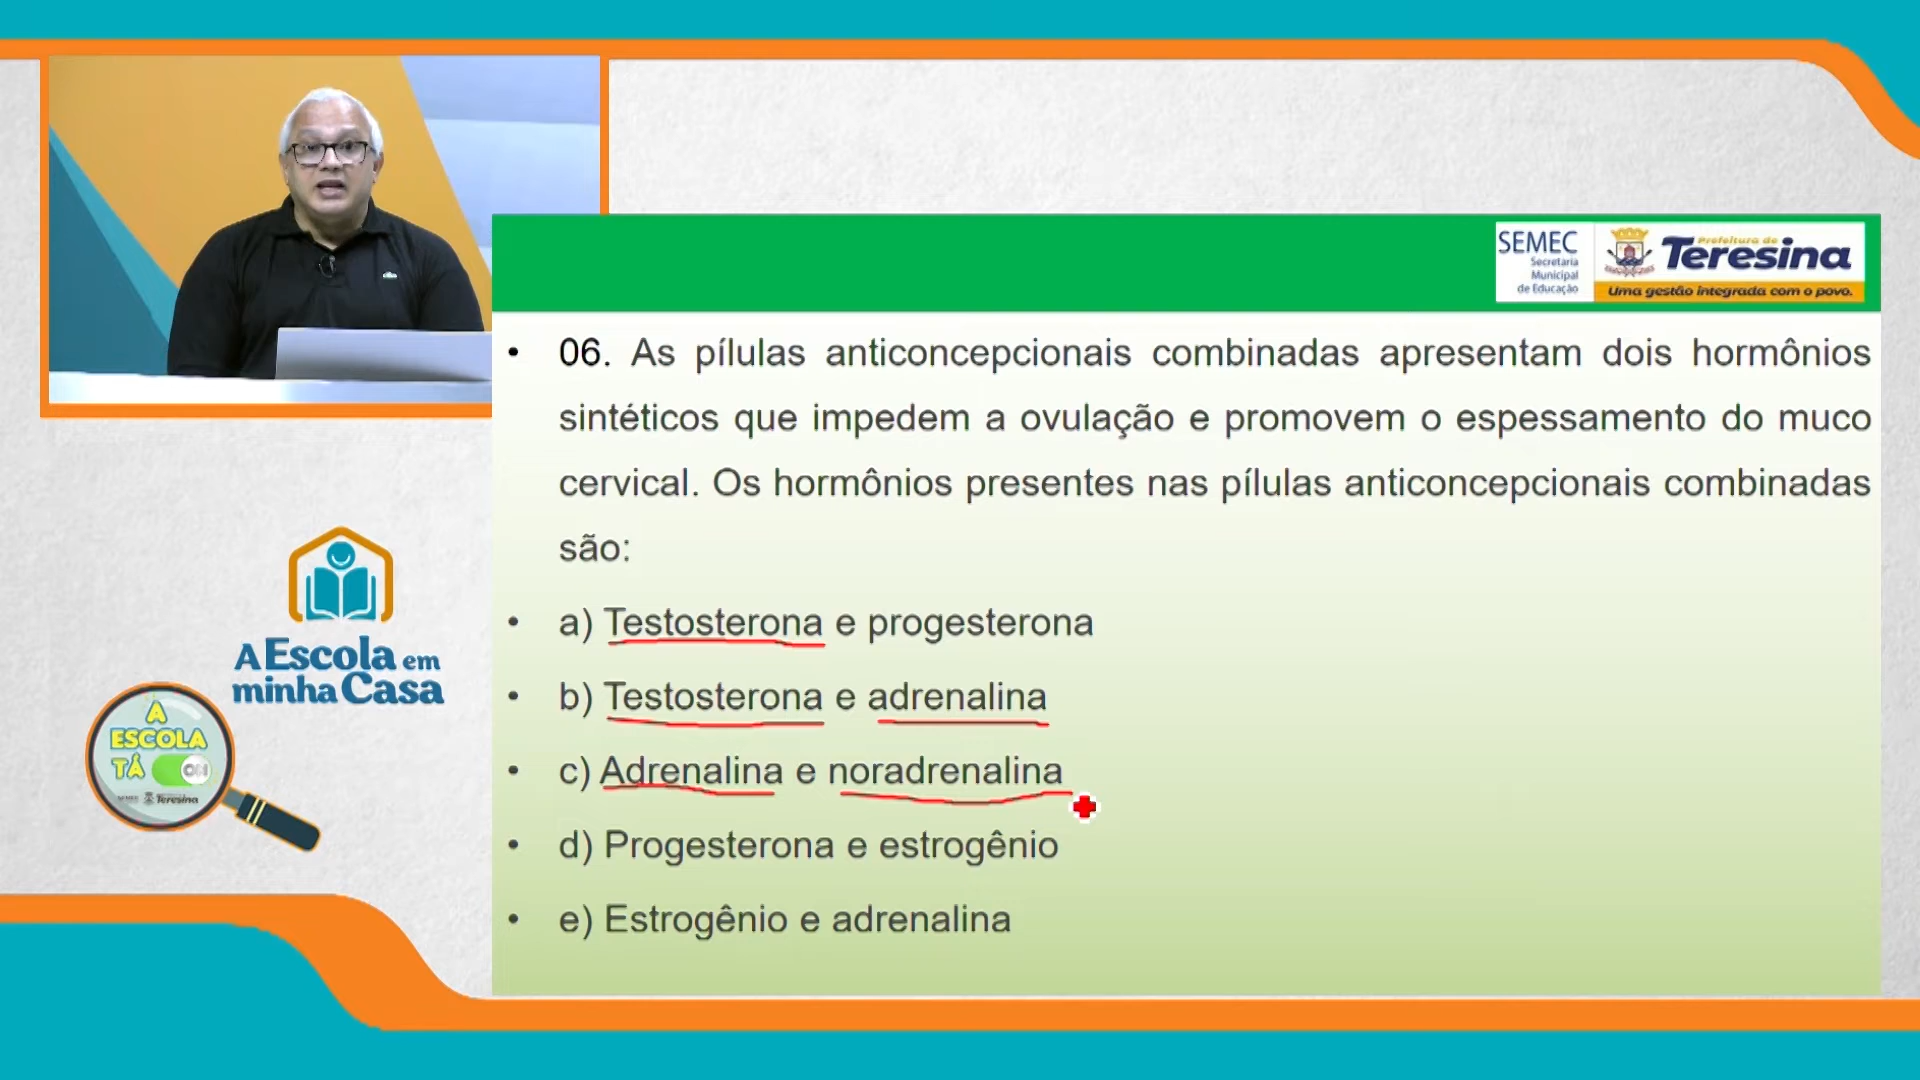 SEMEC
Secretaria
Municipal
de Educação
Prefeitura de
Teresina
Uma gestão integrada com o povo.
• 06. As pílulas anticoncepcionais combinadas apresentam dois hormônios
sintéticos que impedem a ovulação e promovem o espessamento do muco
cervical. Os hormônios presentes nas pílulas anticoncepcionais combinadas
são:
• a) Testosterona e progesterona
• b) Testosterona e adrenalina
• c) Adrenalina e noradrenalina
• d) Progesterona e estrogênio
• e) Estrogênio e adrenalina
A Escola em
minha Casa
A
ESCOLA
TÁ ON
SEMEC Teresina